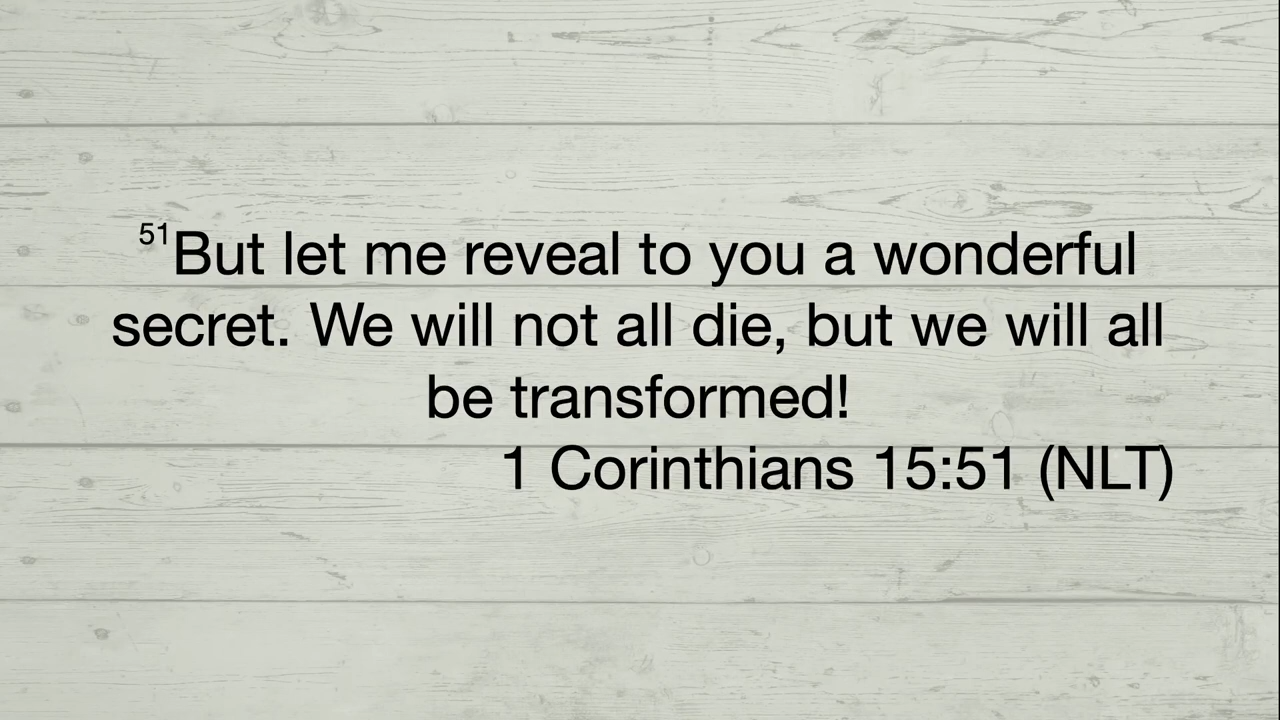 51But let me reveal to you a wonderful
secret. We will not all die, but we will all
be transformed!
1 Corinthians 15:51 (NLT)